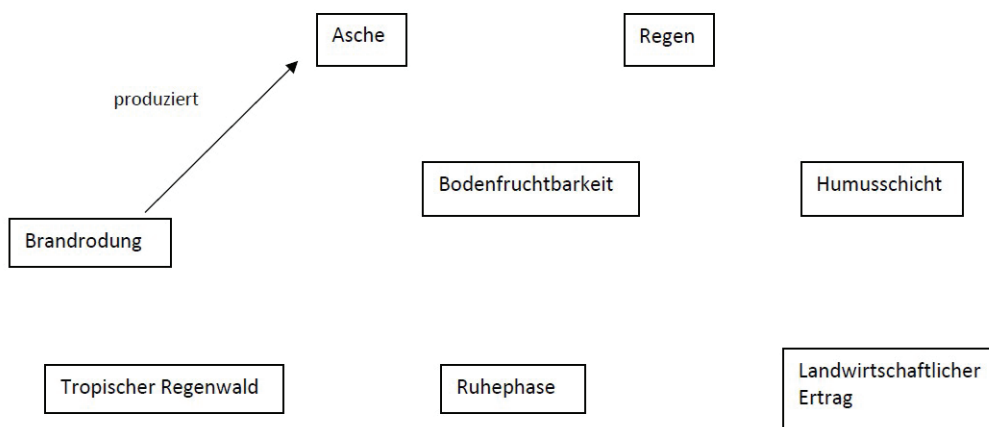 Asche
Regen
produziert
Bodenfruchtbarkeit
Humusschicht
Brandrodung
Tropischer Regenwald
Ruhephase
Landwirtschaftlicher
Ertrag